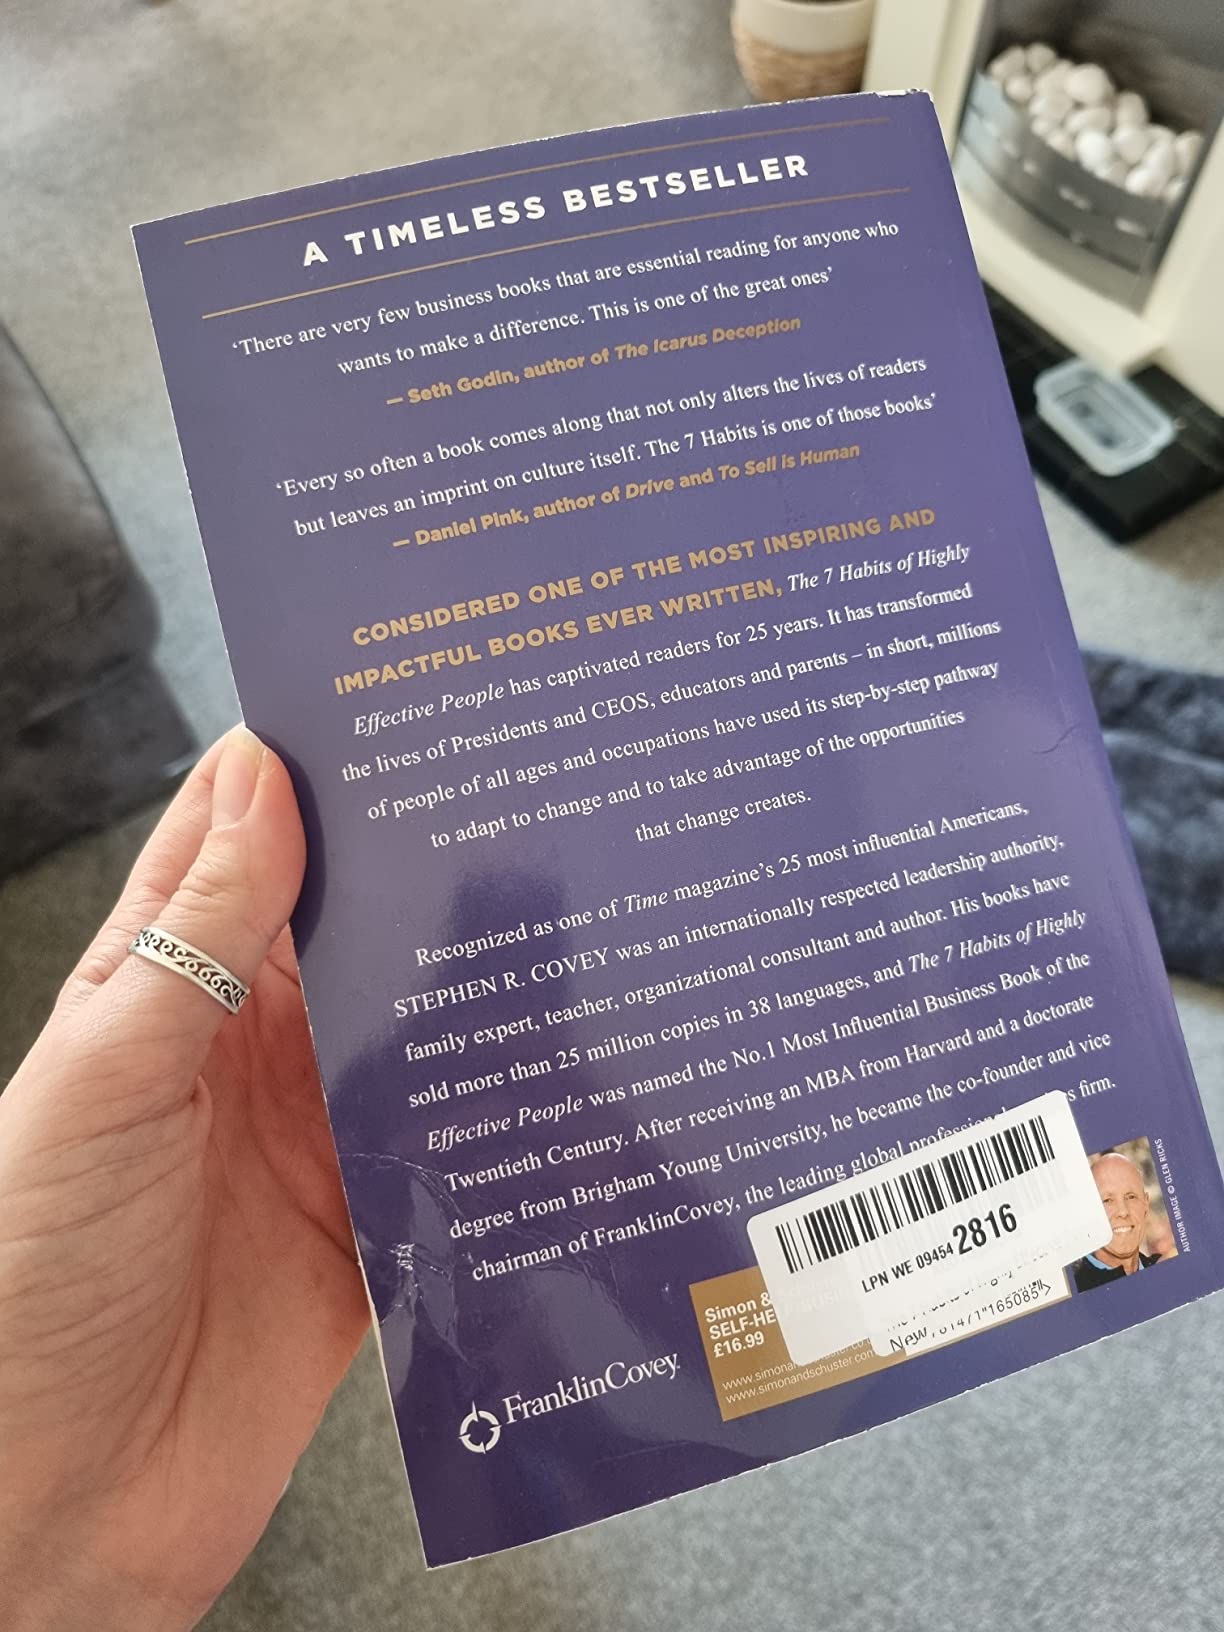 A TIMELESS BESTSELLER
‘There are very few business books that are essential reading for anyone who
wants to make a difference. This is one of the great ones’
– Seth Godin, author of The Icarus Deception
‘Every so often a book comes along that not only alters the lives of readers
but leaves an imprint on culture itself. The 7 Habits is one of those books’
– Daniel Pink, author of Drive and To Sell is Human
CONSIDERED ONE OF THE MOST INSPIRING AND
IMPACTFUL BOOKS EVER WRITTEN, The 7 Habits of Highly
Effective People has captivated readers for 25 years. It has transformed
the lives of Presidents and CEOS, educators and parents – in short, millions
of people of all ages and occupations have used its step-by-step pathway
to adapt to change and to take advantage of the opportunities
that change creates.
Recognized as one of Time magazine’s 25 most influential Americans,
STEPHEN R. COVEY was an internationally respected leadership authority,
family expert, teacher, organizational consultant and author. His books have
sold more than 25 million copies in 38 languages, and The 7 Habits of Highly
Effective People was named the No.1 Most Influential Business Book of the
Twentieth Century. After receiving an MBA from Harvard and a doctorate
degree from Brigham Young University, he became the co-founder and vice
chairman of FranklinCovey, the leading global firm.
AUTHOR IMAGE © GLEN RICKS
LPN WE 09454 2816
Simon &
SELF-HE
£16.99
New
165085
www.simonandschuster.com
FranklinCovey